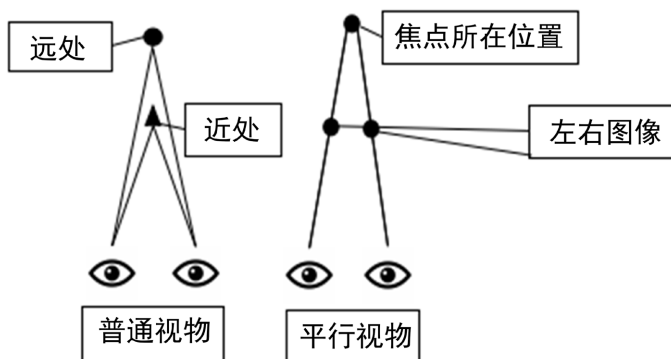 远处
焦点所在位置
近处
左右图像
普通视物
平行视物